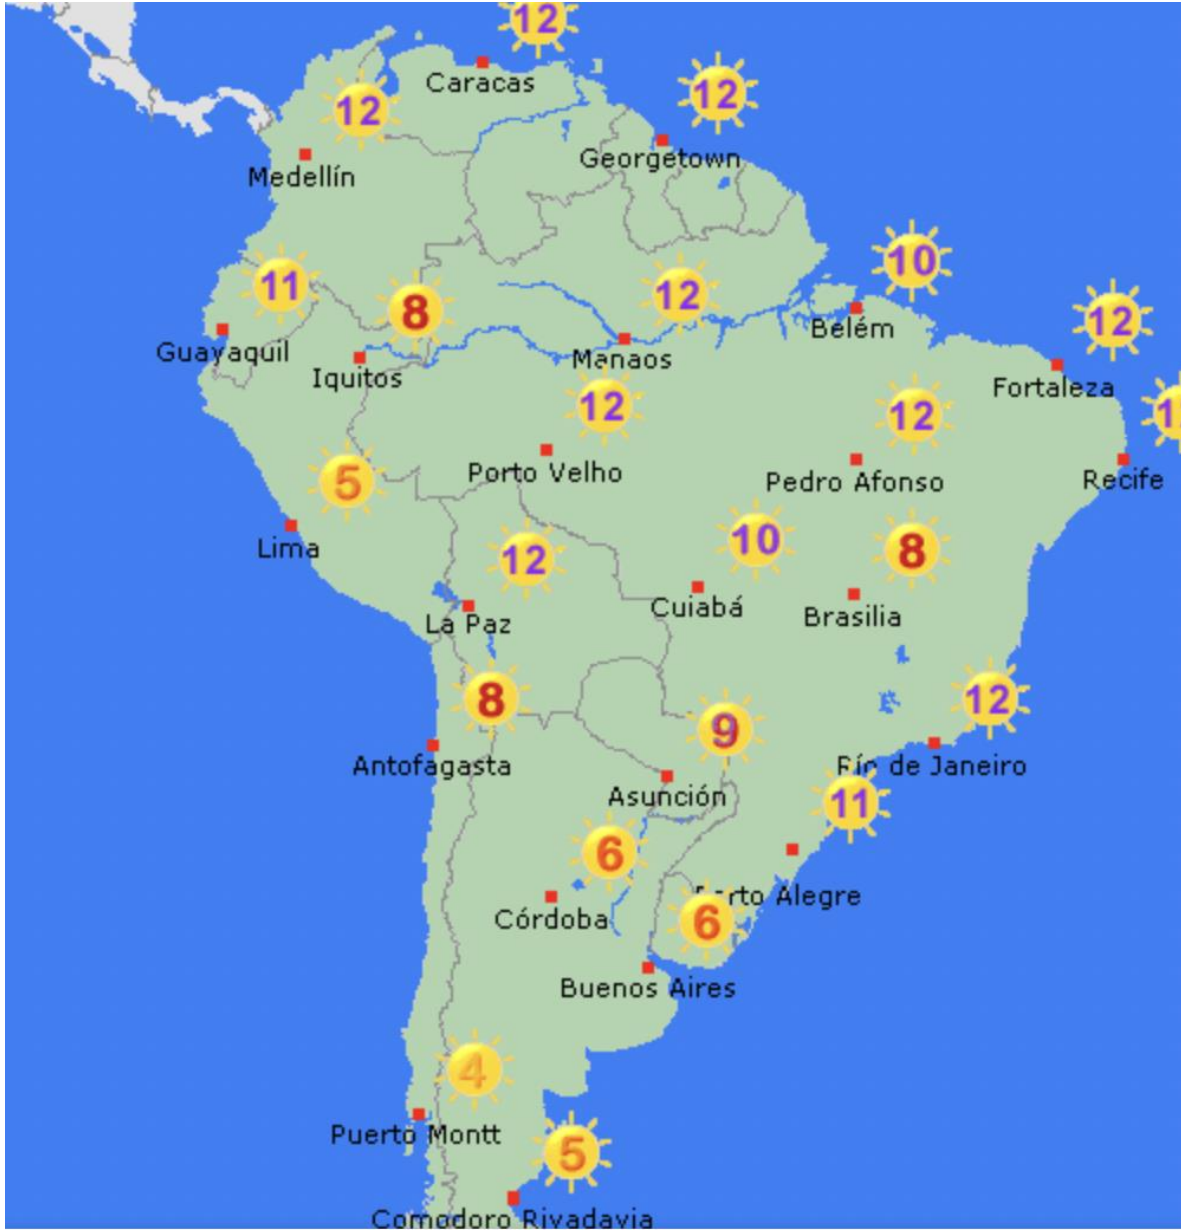 12
Caracas
12
12
Georgetown
Medellín
10
11
12
8
12
Belém
Guayaquil
Manaos
Iquitos
Fortaleza
12
12
Porto Velho
Pedro Afonso
Recife
5
Lima
10
8
12
Cuiabá
Brasilia
La Paz
8
12
9
Antofagasta
Río de Janeiro
Asunción
11
6
Porto Alegre
Córdoba
6
Buenos Aires
4
Puerto Montt
5
Comodoro Rivadavia